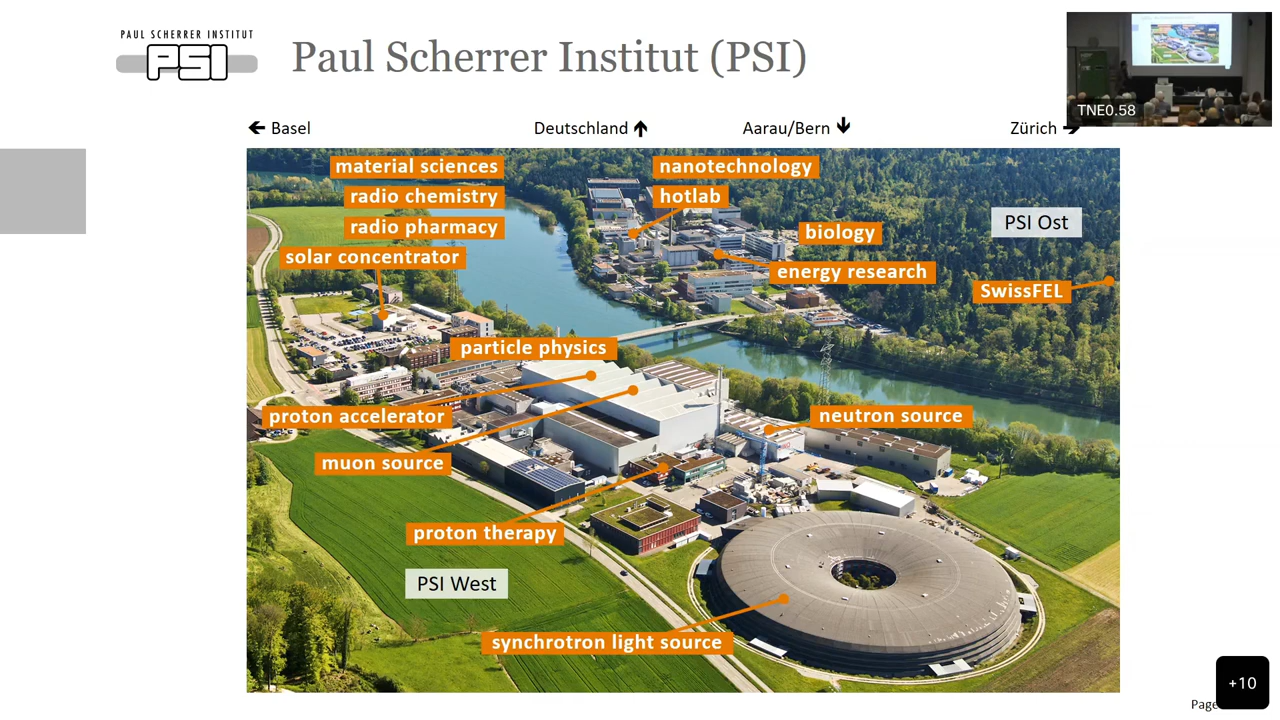 PAUL SCHERRER INSTITUT
PSI
Paul Scherrer Institut (PSI)
TNE0.58
← Basel
Deutschland ↑
Aarau/Bern ↓
Zürich →
material sciences
nanotechnology
radio chemistry
hotlab
radio pharmacy
PSI Ost
biology
solar concentrator
energy research
SwissFEL
particle physics
proton accelerator
neutron source
muon source
proton therapy
PSI West
synchrotron light source
+10
Page